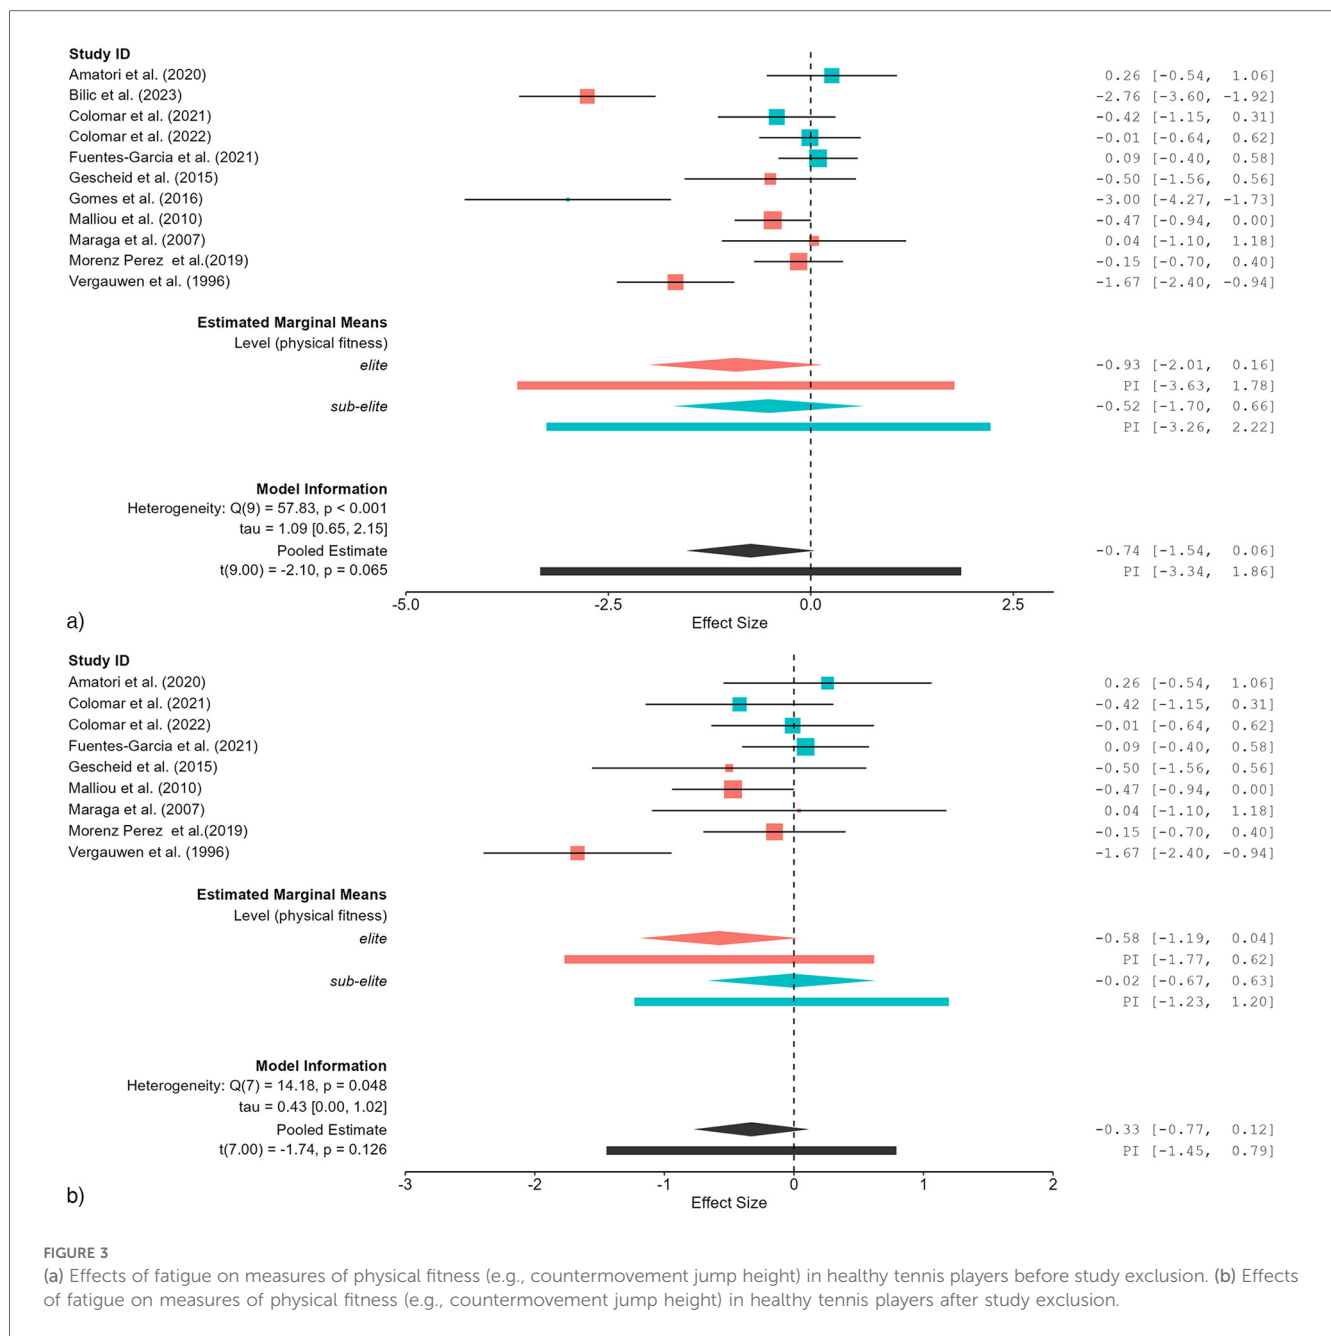 Study ID
Amatori et al. (2020) 0.26 [-0.54, 1.06]
Bilic et al. (2023) -2.76 [-3.60, -1.92]
Colomar et al. (2021) -0.42 [-1.15, 0.31]
Colomar et al. (2022) -0.01 [-0.64, 0.62]
Fuentes-Garcia et al. (2021) 0.09 [-0.40, 0.58]
Gescheid et al. (2015) -0.50 [-1.56, 0.56]
Gomes et al. (2016) -3.00 [-4.27, -1.73]
Malliou et al. (2010) -0.47 [-0.94, 0.00]
Maraga et al. (2007) 0.04 [-1.10, 1.18]
Morenz Perez et al.(2019) -0.15 [-0.70, 0.40]
Vergauwen et al. (1996) -1.67 [-2.40, -0.94]
Estimated Marginal Means
Level (physical fitness)
elite -0.93 [-2.01, 0.16]
PI [-3.63, 1.78]
sub-elite -0.52 [-1.70, 0.66]
PI [-3.26, 2.22]
Model Information
Heterogeneity: Q(9) = 57.83, p < 0.001
tau = 1.09 [0.65, 2.15]
Pooled Estimate -0.74 [-1.54, 0.06]
t(9.00) = -2.10, p = 0.065 PI [-3.34, 1.86]
-5.0 -2.5 0.0 2.5
a) Effect Size
Study ID
Amatori et al. (2020) 0.26 [-0.54, 1.06]
Colomar et al. (2021) -0.42 [-1.15, 0.31]
Colomar et al. (2022) -0.01 [-0.64, 0.62]
Fuentes-Garcia et al. (2021) 0.09 [-0.40, 0.58]
Gescheid et al. (2015) -0.50 [-1.56, 0.56]
Malliou et al. (2010) -0.47 [-0.94, 0.00]
Maraga et al. (2007) 0.04 [-1.10, 1.18]
Morenz Perez et al.(2019) -0.15 [-0.70, 0.40]
Vergauwen et al. (1996) -1.67 [-2.40, -0.94]
Estimated Marginal Means
Level (physical fitness)
elite -0.58 [-1.19, 0.04]
PI [-1.77, 0.62]
sub-elite -0.02 [-0.67, 0.63]
PI [-1.23, 1.20]
Model Information
Heterogeneity: Q(7) = 14.18, p = 0.048
tau = 0.43 [0.00, 1.02]
Pooled Estimate -0.33 [-0.77, 0.12]
t(7.00) = -1.74, p = 0.126 PI [-1.45, 0.79]
-3 -2 -1 0 1 2
b) Effect Size
FIGURE 3
(a) Effects of fatigue on measures of physical fitness (e.g., countermovement jump height) in healthy tennis players before study exclusion. (b) Effects
of fatigue on measures of physical fitness (e.g., countermovement jump height) in healthy tennis players after study exclusion.